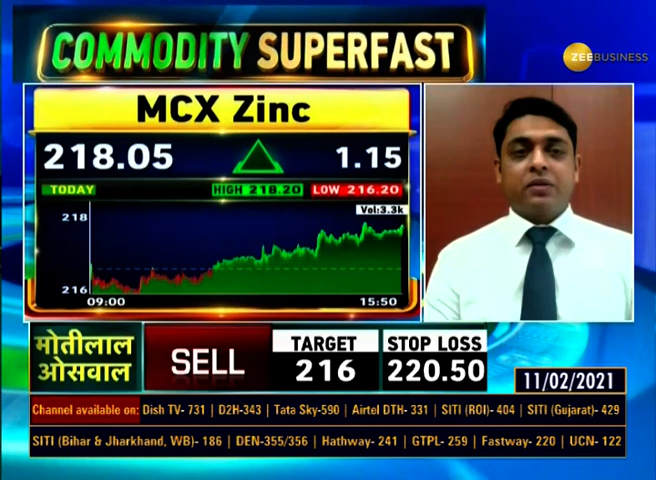 COMMODITY SUPERFAST
ZEE BUSINESS
MCX Zinc
218.05 1.15
TODAY HIGH 218.20 LOW 216.20
Vol:3.3k
218
216
09:00 15:50
मोतीलाल
ओसवाल
SELL
TARGET
216
STOP LOSS
220.50
11/02/2021
Channel available on: Dish TV- 731 | D2H-343 | Tata Sky-590 | Airtel DTH- 331 | SITI (ROI)- 404 | SITI (Gujarat)- 429
SITI (Bihar & Jharkhand, WB)- 186 | DEN-355/356 | Hathway- 241 | GTPL- 259 | Fastway- 220 | UCN- 122